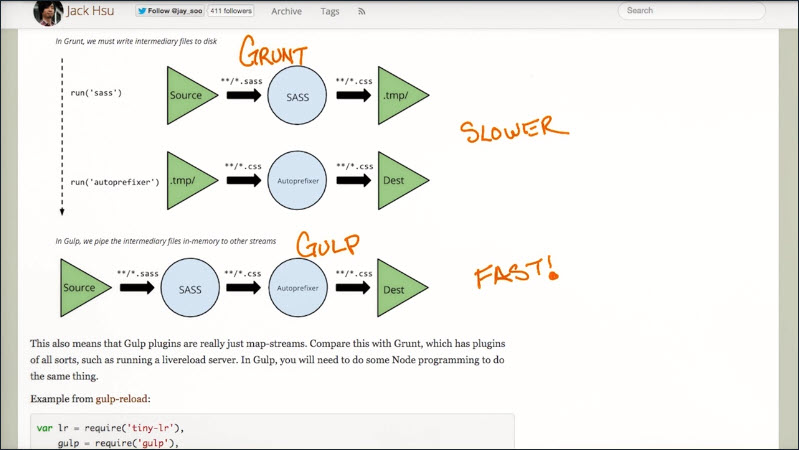 Jack Hsu
Follow @jay_soo
411 followers
Archive
Tags
Search
In Grunt, we must write intermediary files to disk
GRUNT
run('sass')
Source
**/*.sass
SASS
**/*.css
.tmp/
SLOWER
run('autoprefixer')
.tmp/
**/*.css
Autoprefixer
**/*.css
Dest
In Gulp, we pipe the intermediary files in-memory to other streams
GULP
Source
**/*.sass
SASS
**/*.css
Autoprefixer
**/*.css
Dest
FAST!
This also means that Gulp plugins are really just map-streams. Compare this with Grunt, which has plugins
of all sorts, such as running a livereload server. In Gulp, you will need to do some Node programming to do
the same thing.
Example from gulp-reload:
var lr = require('tiny-lr'),
gulp = require('gulp'),